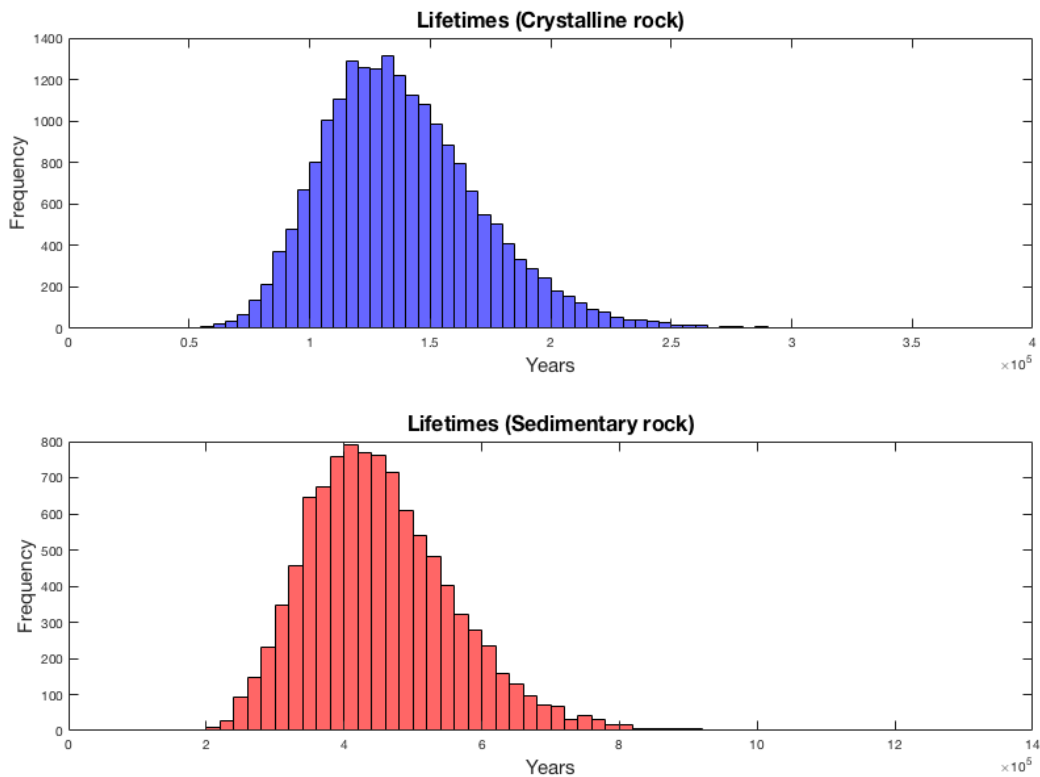 Lifetimes (Crystalline rock)
1400
1200
1000
800
600
400
200
0
Frequency
0 0.5 1 1.5 2 2.5 3 3.5 4
Years
×10^5
Lifetimes (Sedimentary rock)
800
700
600
500
400
300
200
100
0
Frequency
0 2 4 6 8 10 12 14
Years
×10^5